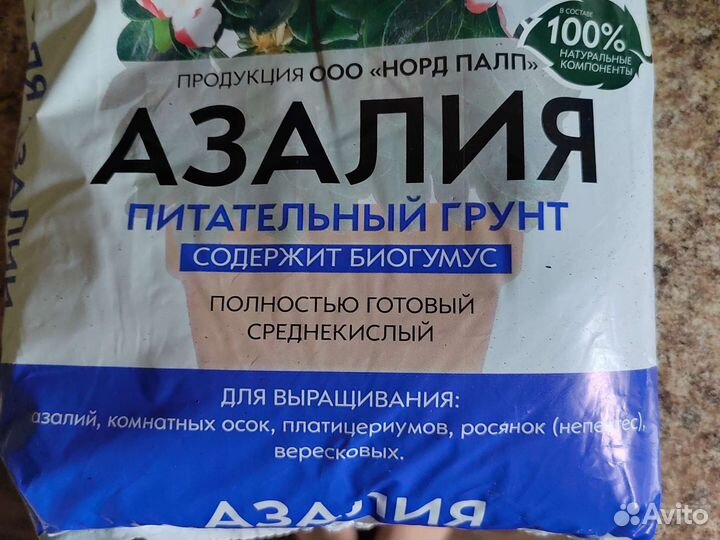 В СОСТАВЕ
100%
НАТУРАЛЬНЫЕ
КОМПОНЕНТЫ
ПРОДУКЦИЯ ООО «НОРД ПАЛП»
АЗАЛИЯ
ПИТАТЕЛЬНЫЙ ГРУНТ
СОДЕРЖИТ БИОГУМУС
ПОЛНОСТЬЮ ГОТОВЫЙ
СРЕДНЕКИСЛЫЙ
ДЛЯ ВЫРАЩИВАНИЯ:
азалий, комнатных осок, платицериумов, росянок (непентес),
вересковых.
АЗАЛИЯ
Avito